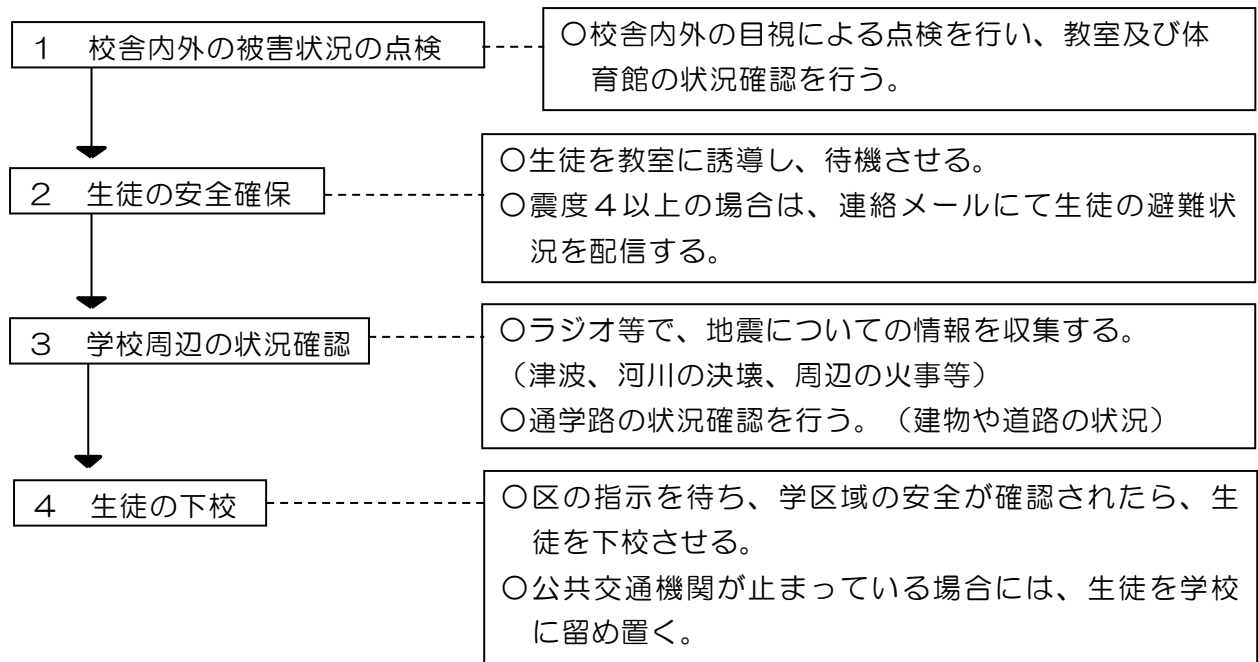 １　校舎内外の被害状況の点検
〇校舎内外の目視による点検を行い、教室及び体
育館の状況確認を行う。
２　生徒の安全確保
〇生徒を教室に誘導し、待機させる。
〇震度４以上の場合は、連絡メールにて生徒の避難状
況を配信する。
３　学校周辺の状況確認
〇ラジオ等で、地震についての情報を収集する。
（津波、河川の決壊、周辺の火事等）
〇通学路の状況確認を行う。（建物や道路の状況）
４　生徒の下校
〇区の指示を待ち、学区域の安全が確認されたら、生
徒を下校させる。
〇公共交通機関が止まっている場合には、生徒を学校
に留め置く。